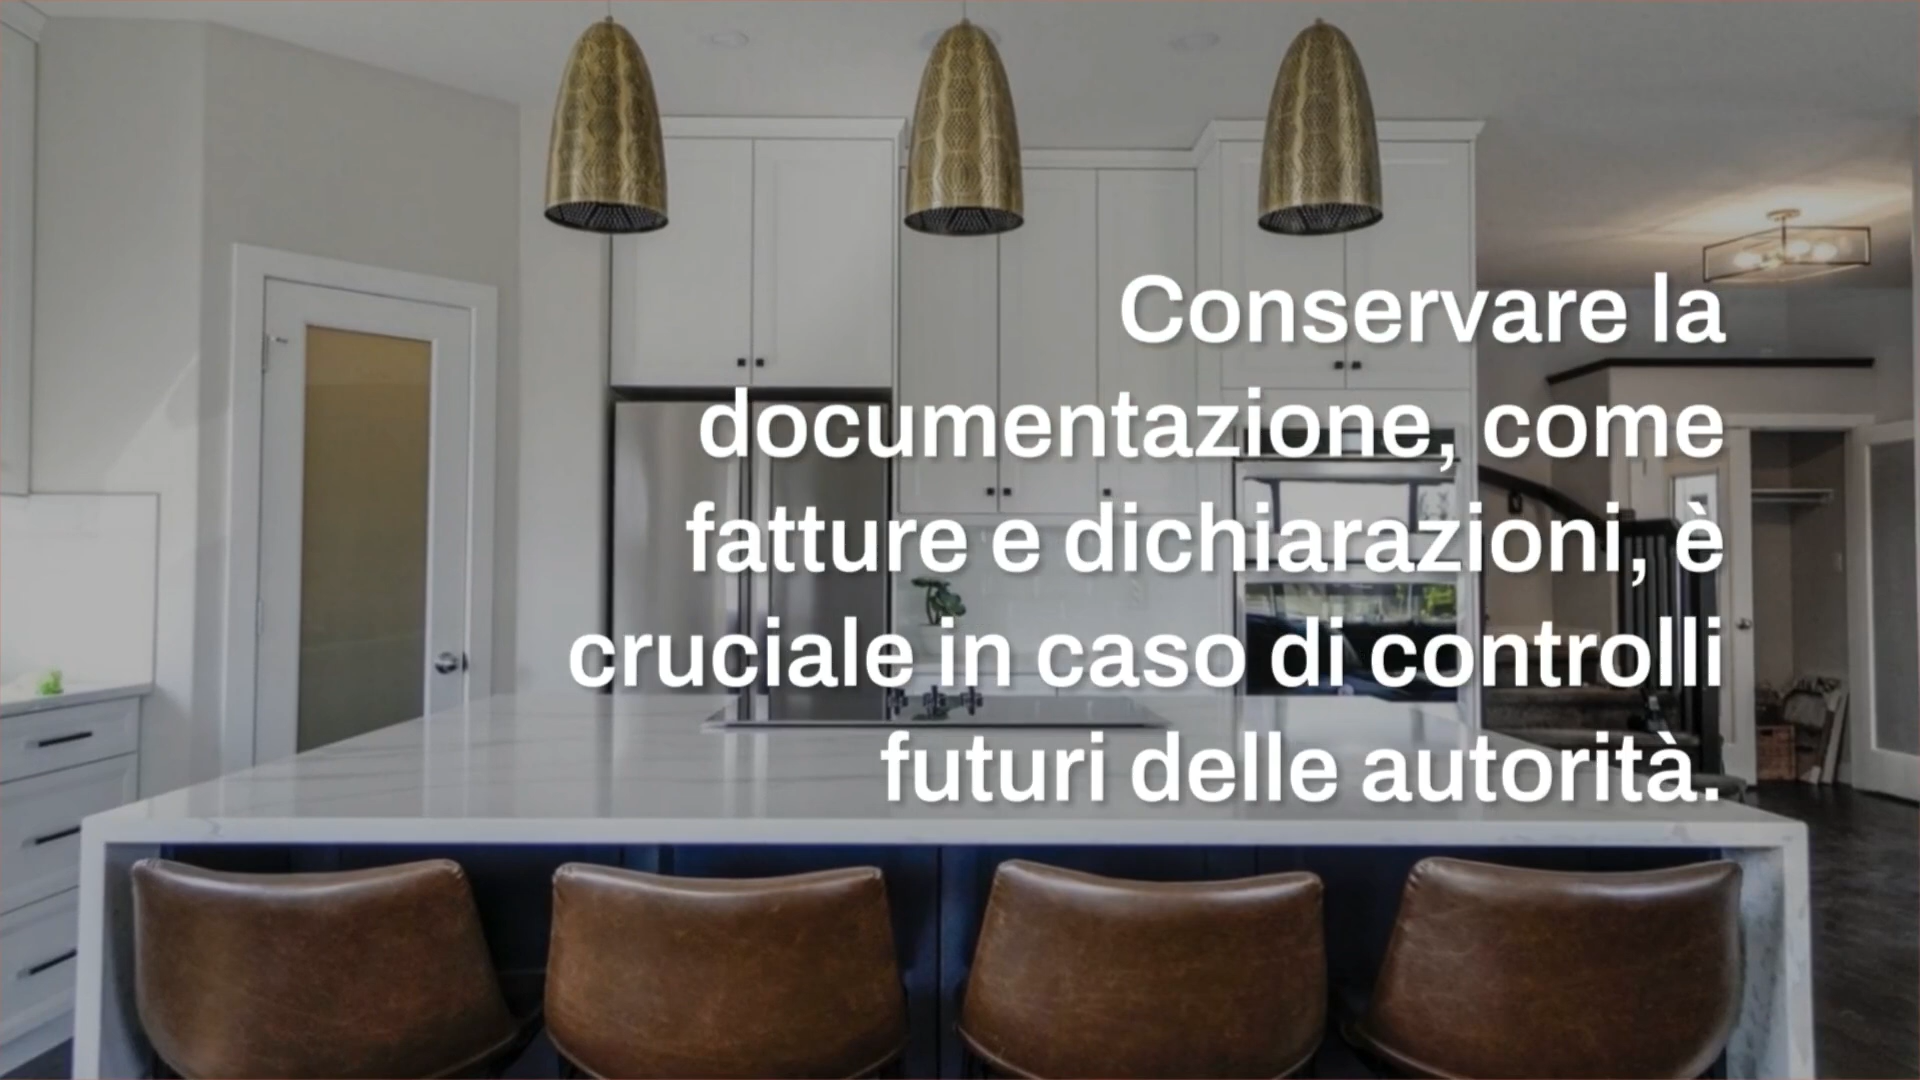 Conservare la
documentazione, come
fatture e dichiarazioni, è
cruciale in caso di controlli
futuri delle autorità.